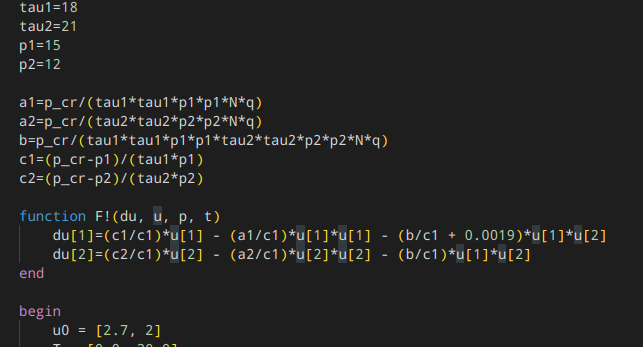 tau1=18
tau2=21
p1=15
p2=12
a1=p_cr/(tau1*tau1*p1*p1*N*q)
a2=p_cr/(tau2*tau2*p2*p2*N*q)
b=p_cr/(tau1*tau1*p1*p1*tau2*tau2*p2*p2*N*q)
c1=(p_cr-p1)/(tau1*p1)
c2=(p_cr-p2)/(tau2*p2)
function F!(du, u, p, t)
du[1]=(c1/c1)*u[1] - (a1/c1)*u[1]*u[1] - (b/c1 + 0.0019)*u[1]*u[2]
du[2]=(c2/c1)*u[2] - (a2/c1)*u[2]*u[2] - (b/c1)*u[1]*u[2]
end
begin
u0 = [2.7, 2]